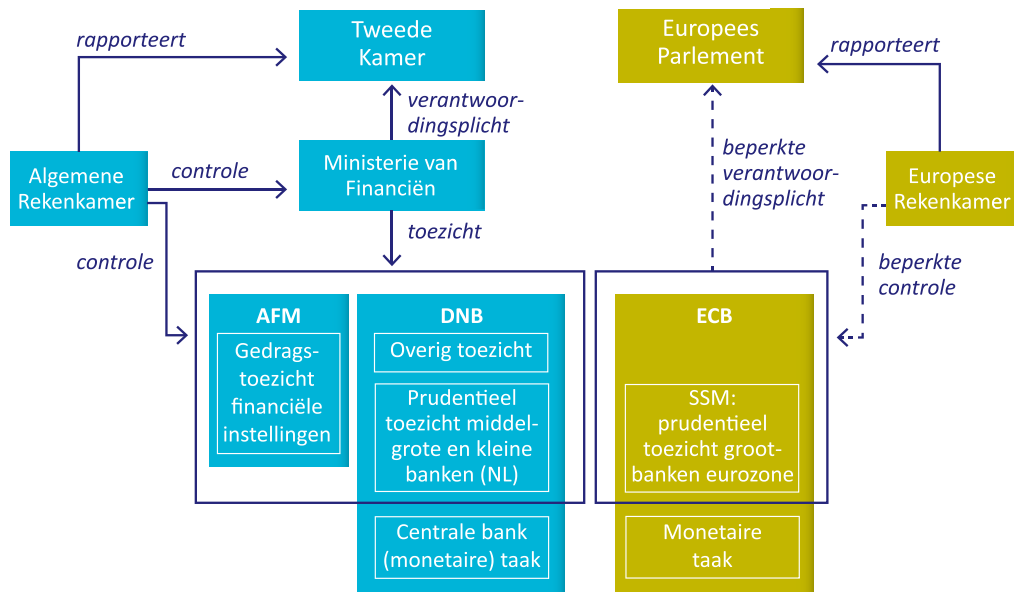 rapporteert
Tweede
Kamer
Europees
Parlement
rapporteert
verantwoor-
dingsplicht
Algemene
Rekenkamer
controle
Ministerie van
Financiën
beperkte
verantwoor-
dingsplicht
Europese
Rekenkamer
controle
toezicht
beperkte
controle
AFM
Gedrags-
toezicht
financiële
instellingen
DNB
Overig toezicht
Prudentieel
toezicht middel-
grote en kleine
banken (NL)
Centrale bank
(monetaire) taak
ECB
SSM:
prudentieel
toezicht groot-
banken eurozone
Monetaire
taak